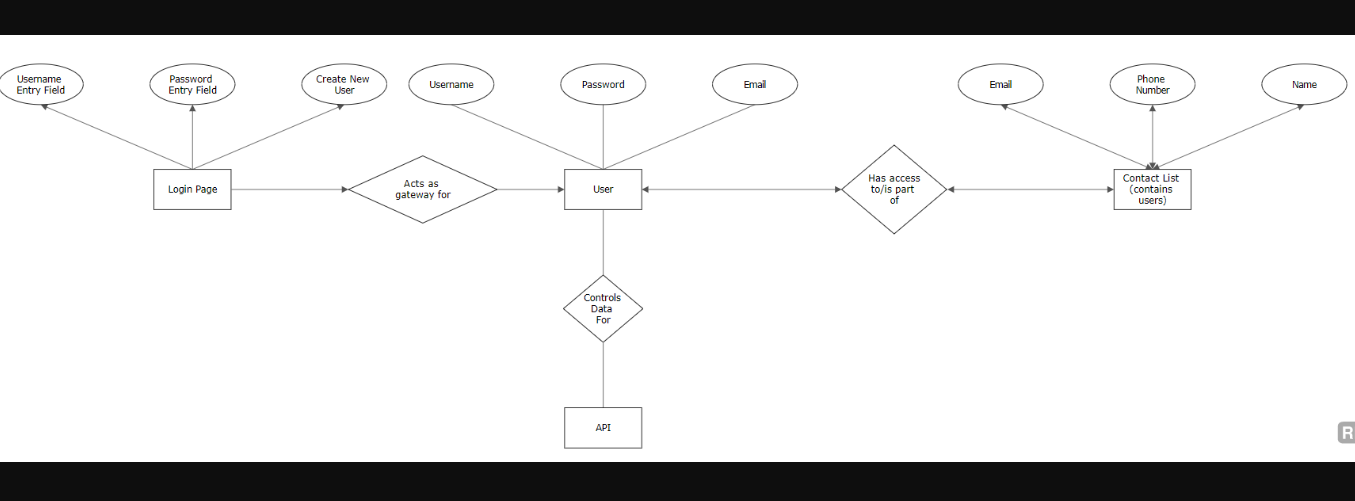 Username
Entry Field
Password
Entry Field
Create New
User
Username
Password
Email
Email
Phone
Number
Name
Login Page
Acts as
gateway for
User
Has access
to/is part
of
Contact List
(contains
users)
Controls
Data
For
API
R